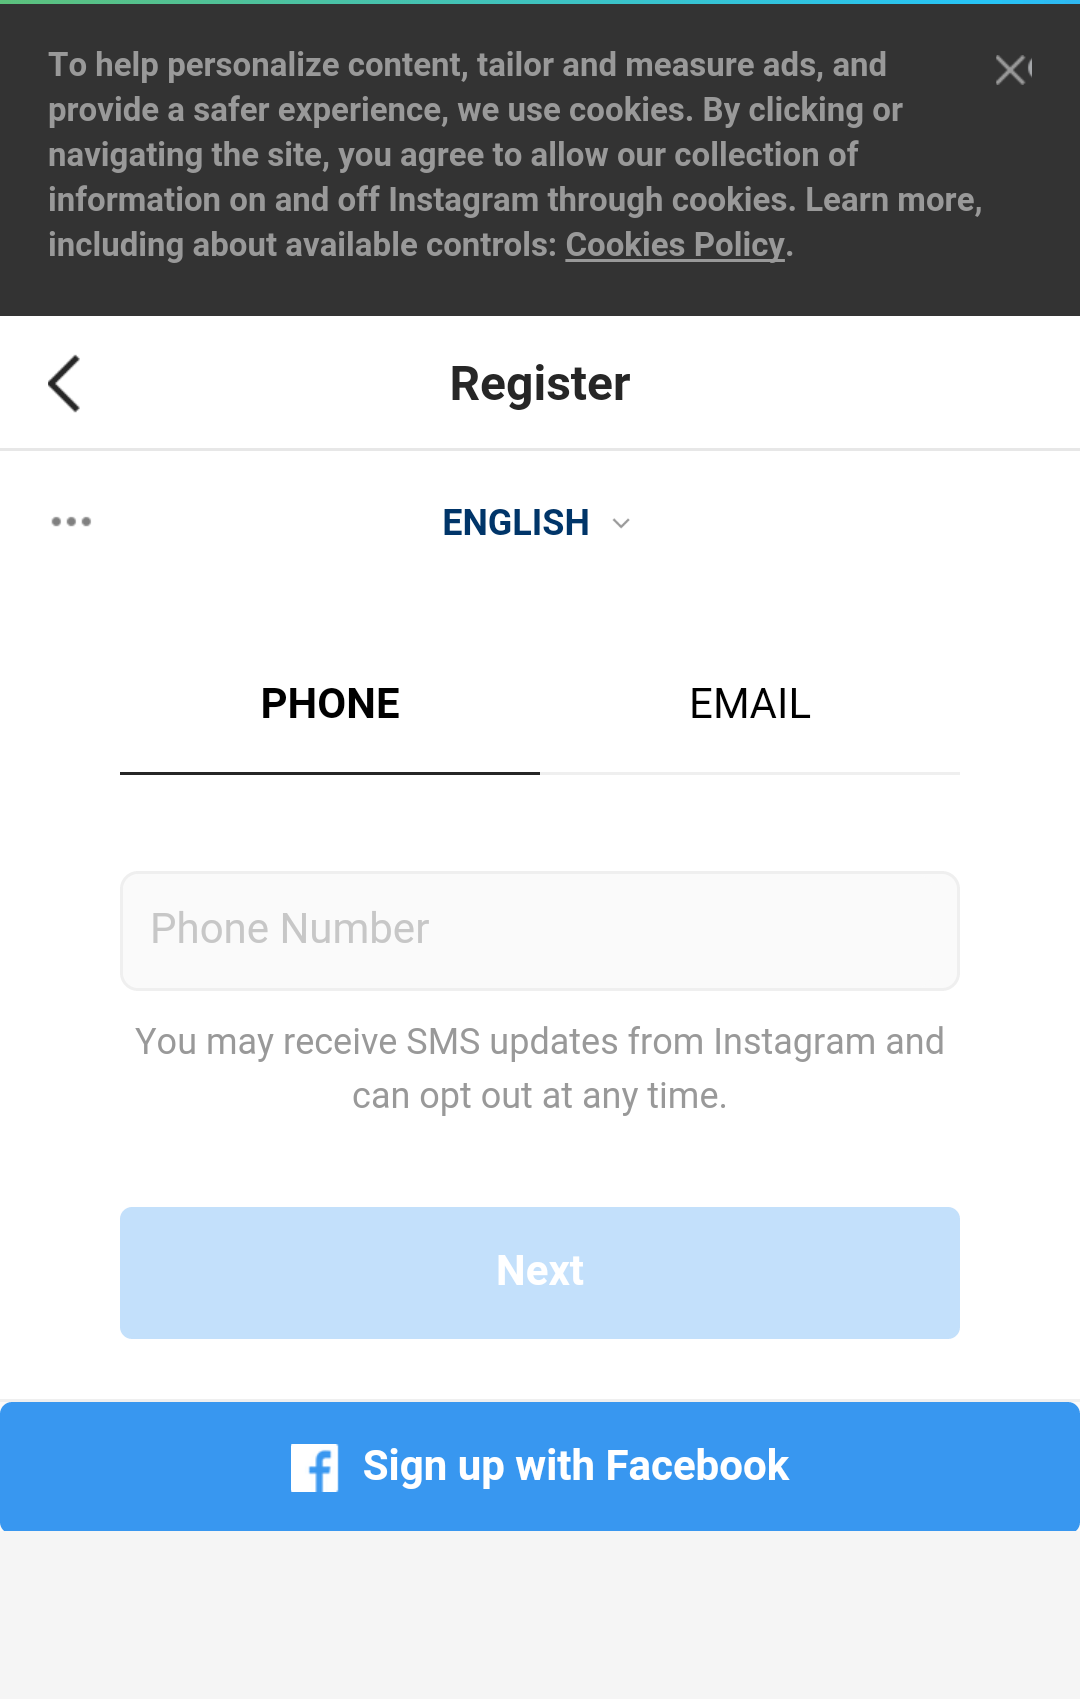 To help personalize content, tailor and measure ads, and
provide a safer experience, we use cookies. By clicking or
navigating the site, you agree to allow our collection of
information on and off Instagram through cookies. Learn more,
including about available controls: Cookies Policy.
Register
ENGLISH
PHONE
EMAIL
Phone Number
You may receive SMS updates from Instagram and
can opt out at any time.
Next
Sign up with Facebook